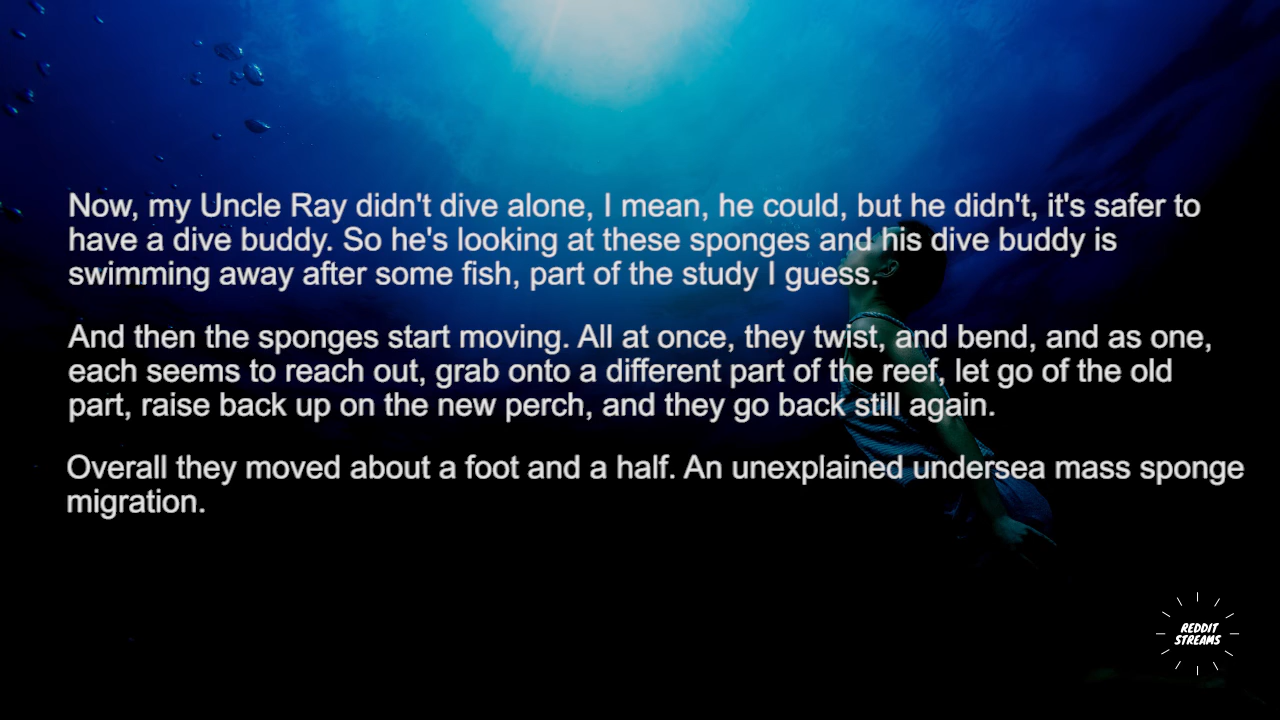 Now, my Uncle Ray didn't dive alone, I mean, he could, but he didn't, it's safer to
have a dive buddy. So he's looking at these sponges and his dive buddy is
swimming away after some fish, part of the study I guess.
And then the sponges start moving. All at once, they twist, and bend, and as one,
each seems to reach out, grab onto a different part of the reef, let go of the old
part, raise back up on the new perch, and they go back still again.
Overall they moved about a foot and a half. An unexplained undersea mass sponge
migration.
REDDIT
STREAMS